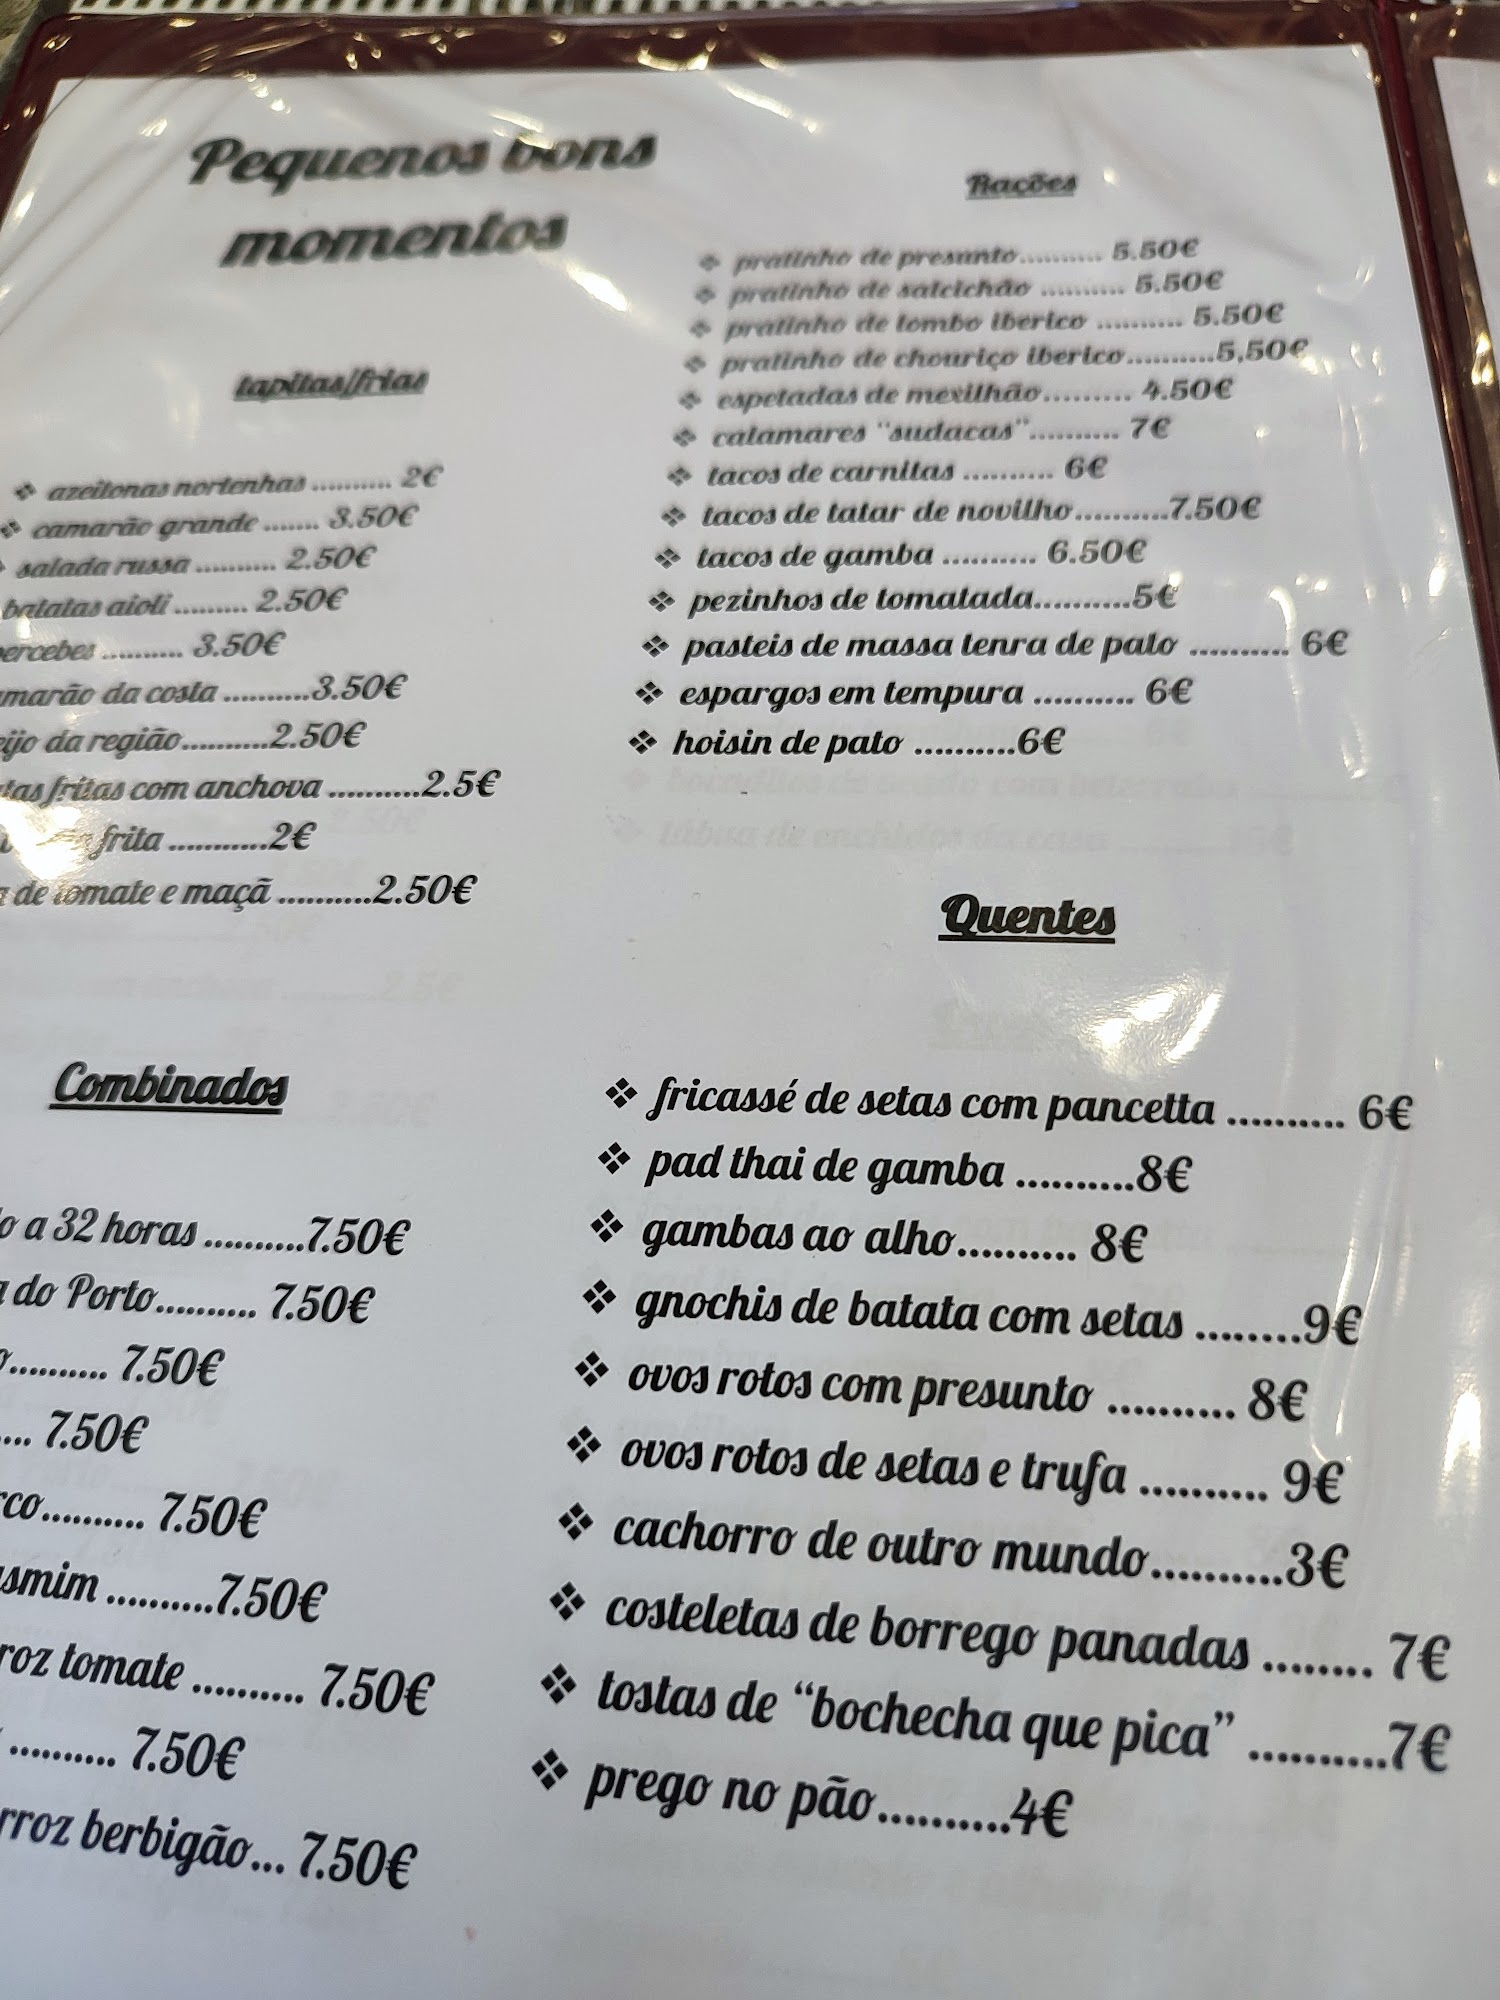 Pequenos bons
momentos
tapitas/frias
❖ azeitonas nortenhas .......... 2€
❖ camarão grande ....... 3.50€
salada russa .......... 2.50€
batatas aioli ......... 2.50€
.......... 3.50€
da costa ..........3.50€
da região..........2.50€
fritas com anchova ..........2.5€
frita ...........2€
de tomate e maçã ..........2.50€
Combinados
a 32 horas ..........7.50€
do Porto.......... 7.50€
.......... 7.50€
.... 7.50€
.......... 7.50€
..........7.50€
tomate .......... 7.50€
.......... 7.50€
berbigão... 7.50€
Rações
❖ pratinho de presunto.......... 5.50€
❖ pratinho de salcichão .......... 5.50€
❖ pratinho de lombo iberico .......... 5.50€
❖ pratinho de chouriço iberico..........5,50€
❖ espetadas de mexilhão.......... 4.50€
❖ calamares “sudacas”.......... 7€
❖ tacos de carnitas .......... 6€
❖ tacos de tatar de novilho..........7.50€
❖ tacos de gamba .......... 6.50€
❖ pezinhos de tomatada..........5€
❖ pasteis de massa tenra de pato .......... 6€
❖ espargos em tempura .......... 6€
❖ hoisin de pato ..........6€
Quentes
❖ fricassé de setas com pancetta .......... 6€
❖ pad thai de gamba ..........8€
❖ gambas ao alho.......... 8€
❖ gnochis de batata com setas ........9€
❖ ovos rotos com presunto .......... 8€
❖ ovos rotos de setas e trufa .......... 9€
❖ cachorro de outro mundo..........3€
❖ costeletas de borrego panadas ........ 7€
❖ tostas de “bochecha que pica” ..........7€
❖ prego no pão..........4€